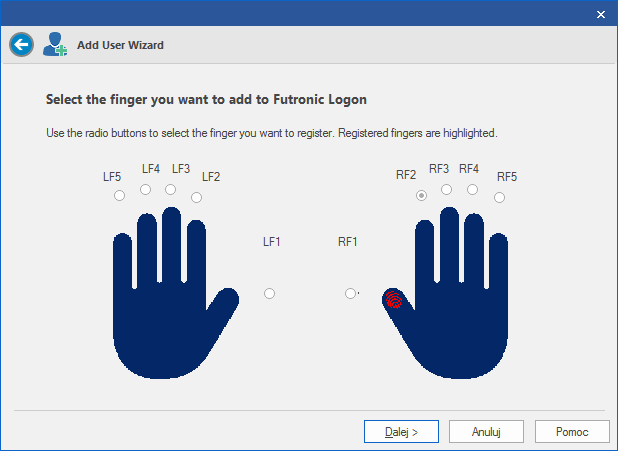 Add User Wizard
Select the finger you want to add to Futronic Logon
Use the radio buttons to select the finger you want to register. Registered fingers are highlighted.
LF5 LF4 LF3 LF2 RF2 RF3 RF4 RF5
LF1 RF1
Dalej > Anuluj Pomoc